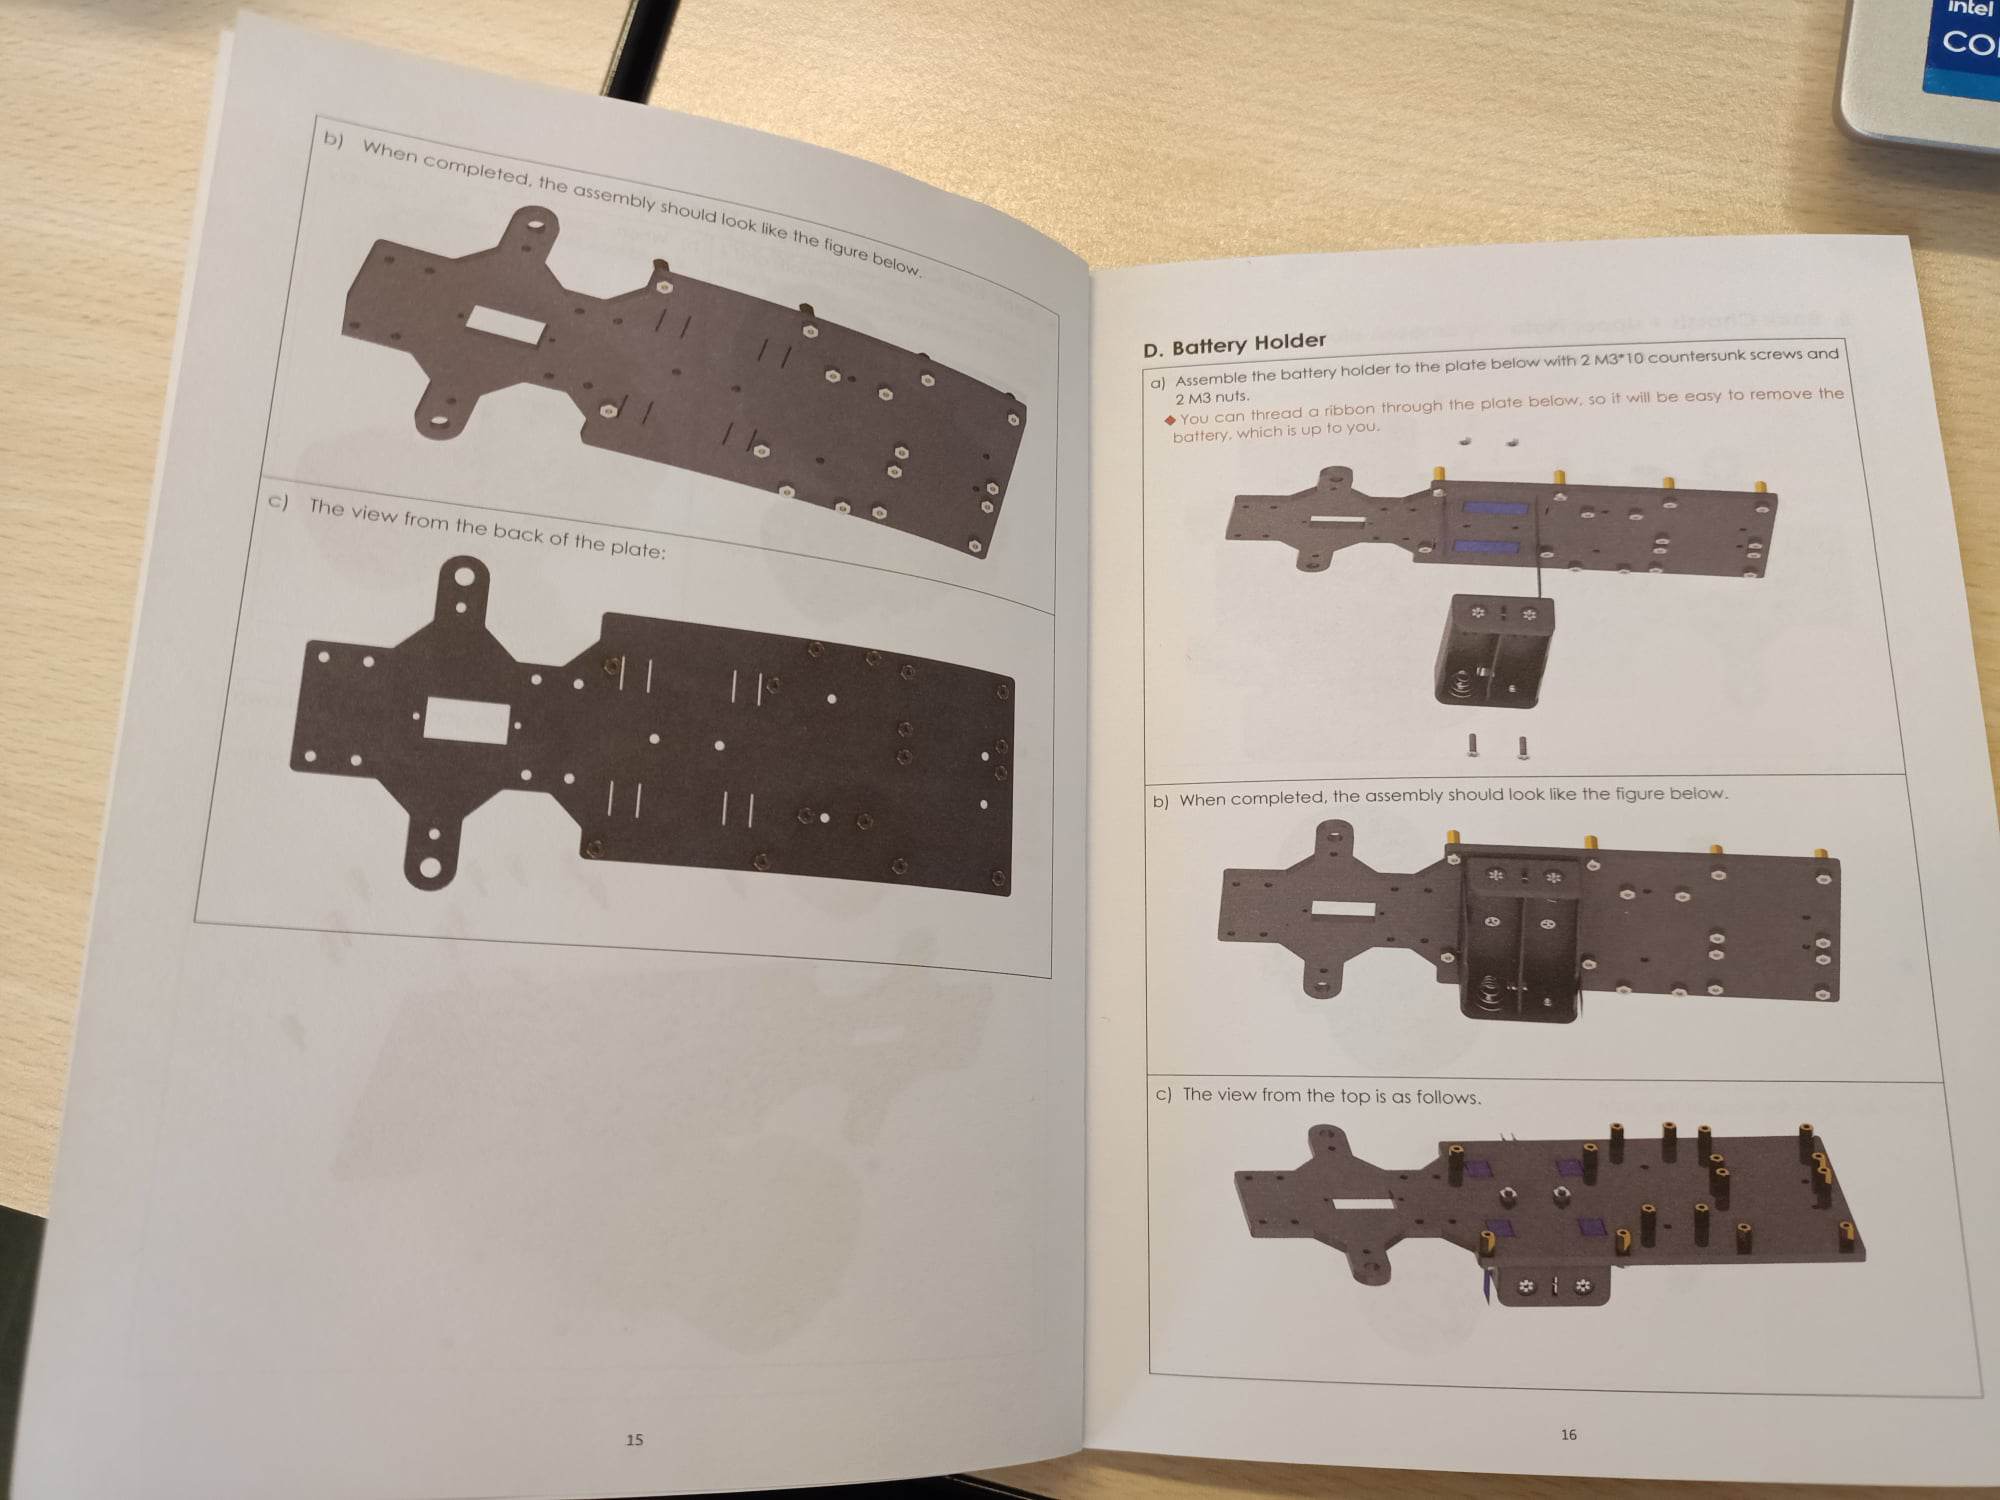 b) When completed, the assembly should look like the figure below.
c) The view from the back of the plate:
15
D. Battery Holder
a) Assemble the battery holder to the plate below with 2 M3*10 countersunk screws and
2 M3 nuts.
◆ You can thread a ribbon through the plate below, so it will be easy to remove the
battery, which is up to you.
b) When completed, the assembly should look like the figure below.
c) The view from the top is as follows.
16
intel